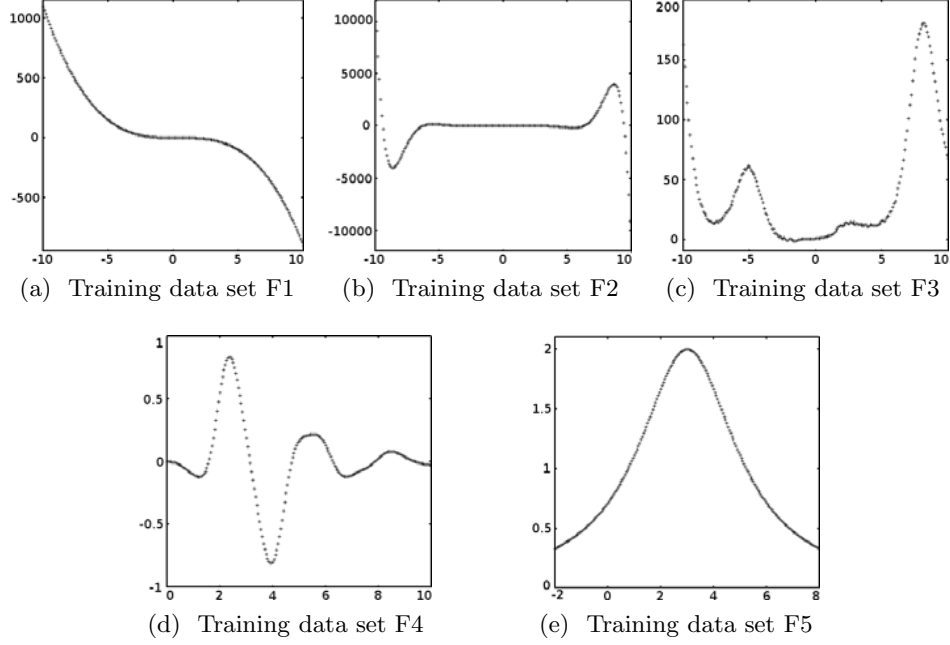 1000
500
0
-500
-10 -5 0 5 10
(a) Training data set F1
10000
5000
0
-5000
-10000
-10 -5 0 5 10
(b) Training data set F2
200
150
100
50
0
-10 -5 0 5 10
(c) Training data set F3
1
0.5
0
-0.5
-1
0 2 4 6 8 10
(d) Training data set F4
2
1.5
1
0.5
0
-2 0 2 4 6 8
(e) Training data set F5